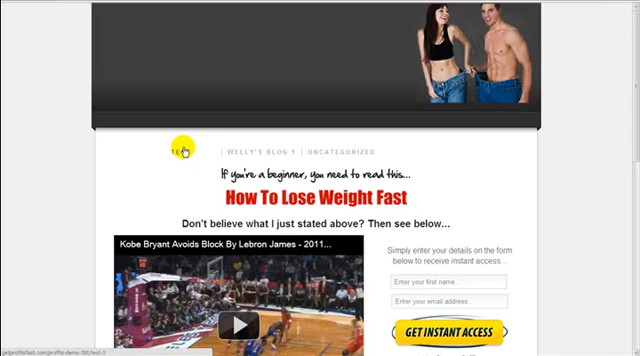 WELLY'S BLOG 5 | UNCATEGORIZED
If you're a beginner, you need to read this...
How To Lose Weight Fast
Don't believe what I just stated above? Then see below...
Kobe Bryant Avoids Block By Lebron James - 2011...
Simply enter your details on the form
below to receive instant access...
Enter your first name...
Enter your email address...
GET INSTANT ACCESS